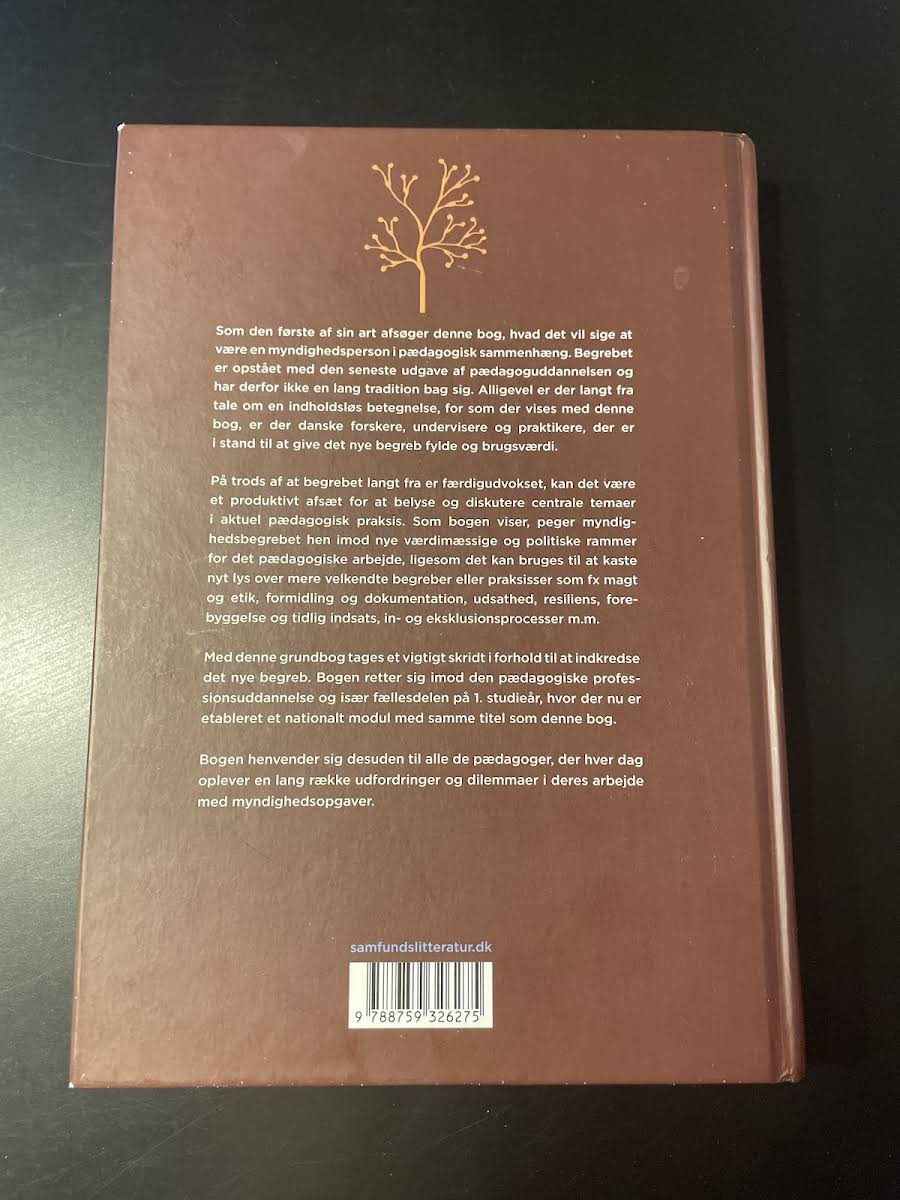 Som den første af sin art afsøger denne bog, hvad det vil sige at
være en myndighedsperson i pædagogisk sammenhæng. Begrebet
er opstået med den seneste udgave af pædagoguddannelsen og
har derfor ikke en lang tradition bag sig. Alligevel er der langt fra
tale om en indholdsløs betegnelse, for som der vises med denne
bog, er der danske forskere, undervisere og praktikere, der er
i stand til at give det nye begreb fylde og brugsværdi.
På trods af at begrebet langt fra er færdigudvokset, kan det være
et produktivt afsæt for at belyse og diskutere centrale temaer
i aktuel pædagogisk praksis. Som bogen viser, peger myndig-
hedsbegrebet hen imod nye værdimæssige og politiske rammer
for det pædagogiske arbejde, ligesom det kan bruges til at kaste
nyt lys over mere velkendte begreber eller praksisser som fx magt
og etik, formidling og dokumentation, udsathed, resiliens, fore-
byggelse og tidlig indsats, in- og eksklusionsprocesser m.m.
Med denne grundbog tages et vigtigt skridt i forhold til at indkredse
det nye begreb. Bogen retter sig imod den pædagogiske profes-
sionsuddannelse og især fællesdelen på 1. studieår, hvor der nu er
etableret et nationalt modul med samme titel som denne bog.
Bogen henvender sig desuden til alle de pædagoger, der hver dag
oplever en lang række udfordringer og dilemmaer i deres arbejde
med myndighedsopgaver.
samfundslitteratur.dk
9 788759 326275